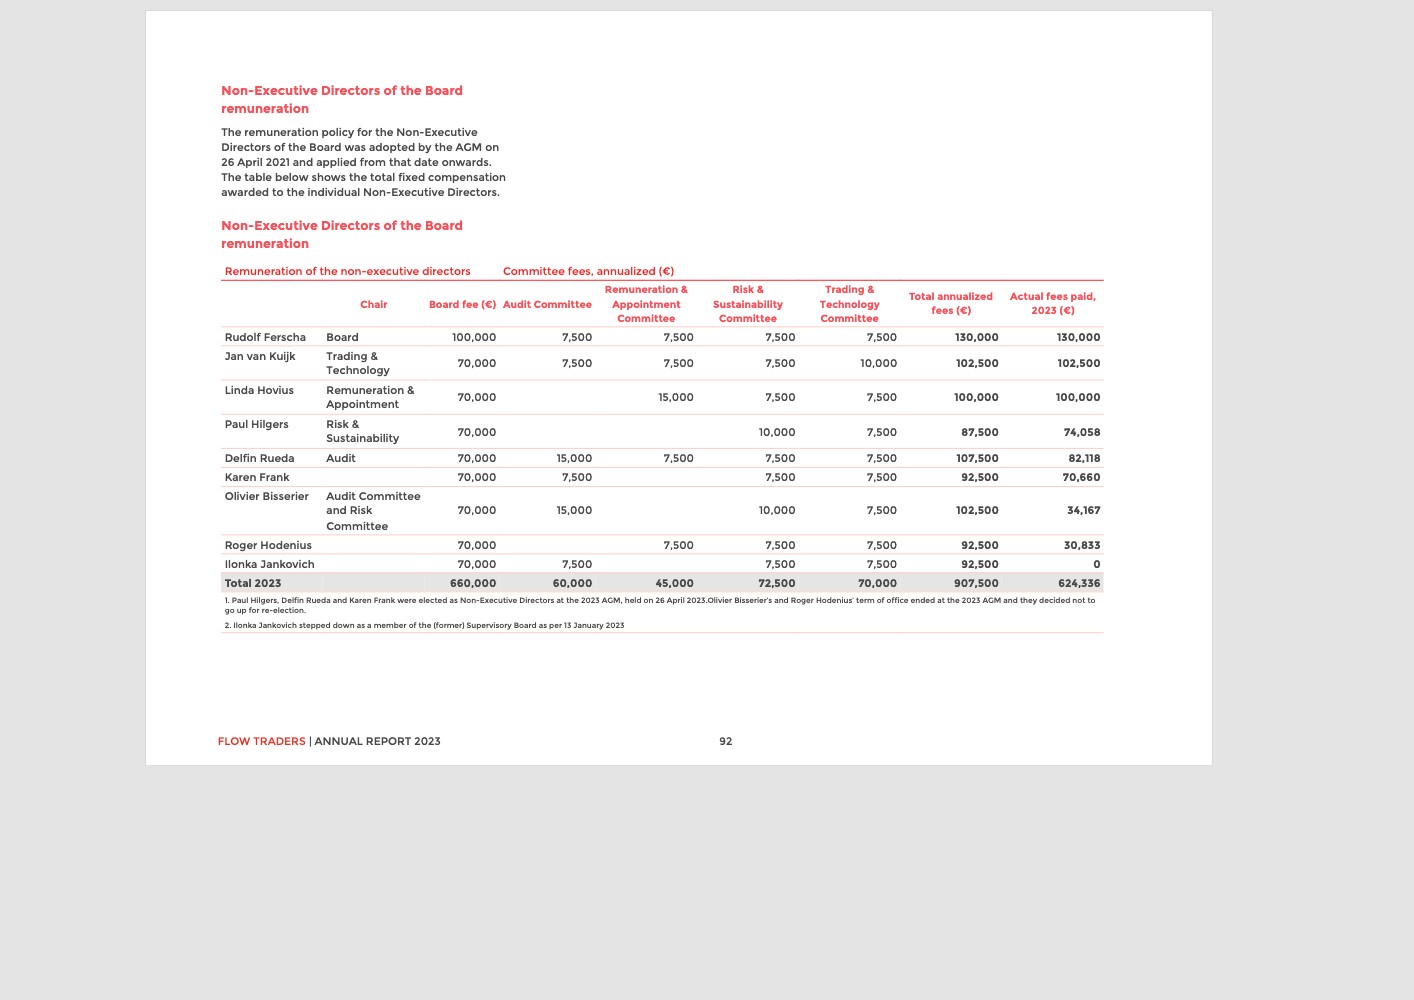 Non-Executive Directors of the Board
remuneration
The remuneration policy for the Non-Executive
Directors of the Board was adopted by the AGM on
26 April 2021 and applied from that date onwards.
The table below shows the total fixed compensation
awarded to the individual Non-Executive Directors.
Non-Executive Directors of the Board
remuneration
Remuneration of the non-executive directors Committee fees, annualized (€)
Chair Board fee (€) Audit Committee Remuneration & Appointment Committee Risk & Sustainability Committee Trading & Technology Committee Total annualized fees (€) Actual fees paid, 2023 (€)
Rudolf Ferscha Board 100,000 7,500 7,500 7,500 7,500 130,000 130,000
Jan van Kuijk Trading & Technology 70,000 7,500 7,500 7,500 10,000 102,500 102,500
Linda Hovius Remuneration & Appointment 70,000 15,000 7,500 7,500 100,000 100,000
Paul Hilgers Risk & Sustainability 70,000 10,000 7,500 87,500 74,058
Delfin Rueda Audit 70,000 15,000 7,500 7,500 7,500 107,500 82,118
Karen Frank 70,000 7,500 7,500 7,500 92,500 70,660
Olivier Bisserier Audit Committee and Risk Committee 70,000 15,000 10,000 7,500 102,500 34,167
Roger Hodenius 70,000 7,500 7,500 7,500 92,500 30,833
Ilonka Jankovich 70,000 7,500 7,500 7,500 92,500 0
Total 2023 660,000 60,000 45,000 72,500 70,000 907,500 624,336
1. Paul Hilgers, Delfin Rueda and Karen Frank were elected as Non-Executive Directors at the 2023 AGM, held on 26 April 2023.Olivier Bisserier's and Roger Hodenius' term of office ended at the 2023 AGM and they decided not to
go up for re-election.
2. Ilonka Jankovich stepped down as a member of the (former) Supervisory Board as per 13 January 2023
FLOW TRADERS | ANNUAL REPORT 2023 92